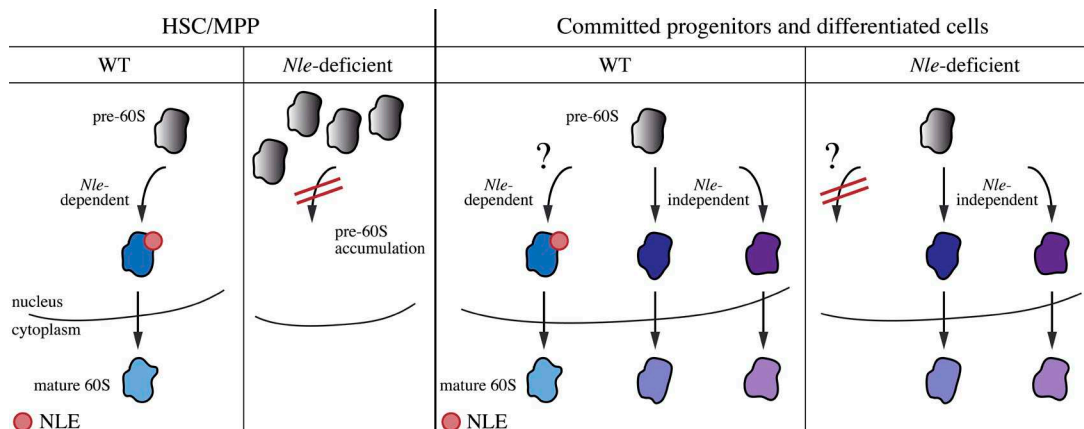 HSC/MPP
Committed progenitors and differentiated cells
WT
Nle-deficient
WT
Nle-deficient
pre-60S
pre-60S
?
?
Nle-
dependent
pre-60S
accumulation
Nle-
dependent
Nle-
independent
Nle-
independent
nucleus
cytoplasm
mature 60S
mature 60S
NLE
NLE